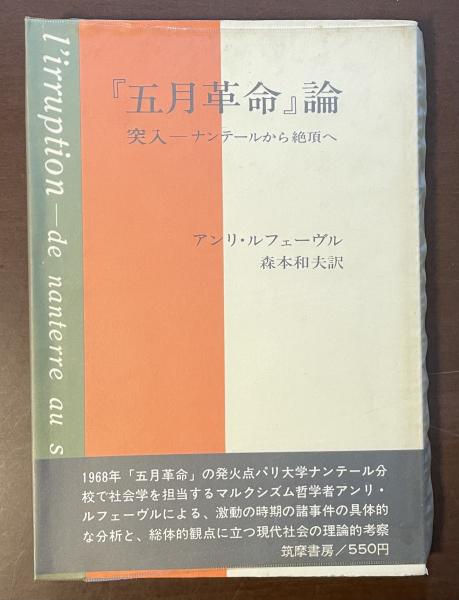 『五月革命』論
突入―ナンテールから絶頂へ
アンリ・ルフェーヴル
森本和夫訳
l'irruption — de nanterre au s
1968年「五月革命」の発火点パリ大学ナンテール分
校で社会学を担当するマルクシズム哲学者アンリ・
ルフェーヴルによる、激動の時期の諸事件の具体的
な分析と、総体的観点に立つ現代社会の理論的考察
筑摩書房／550円